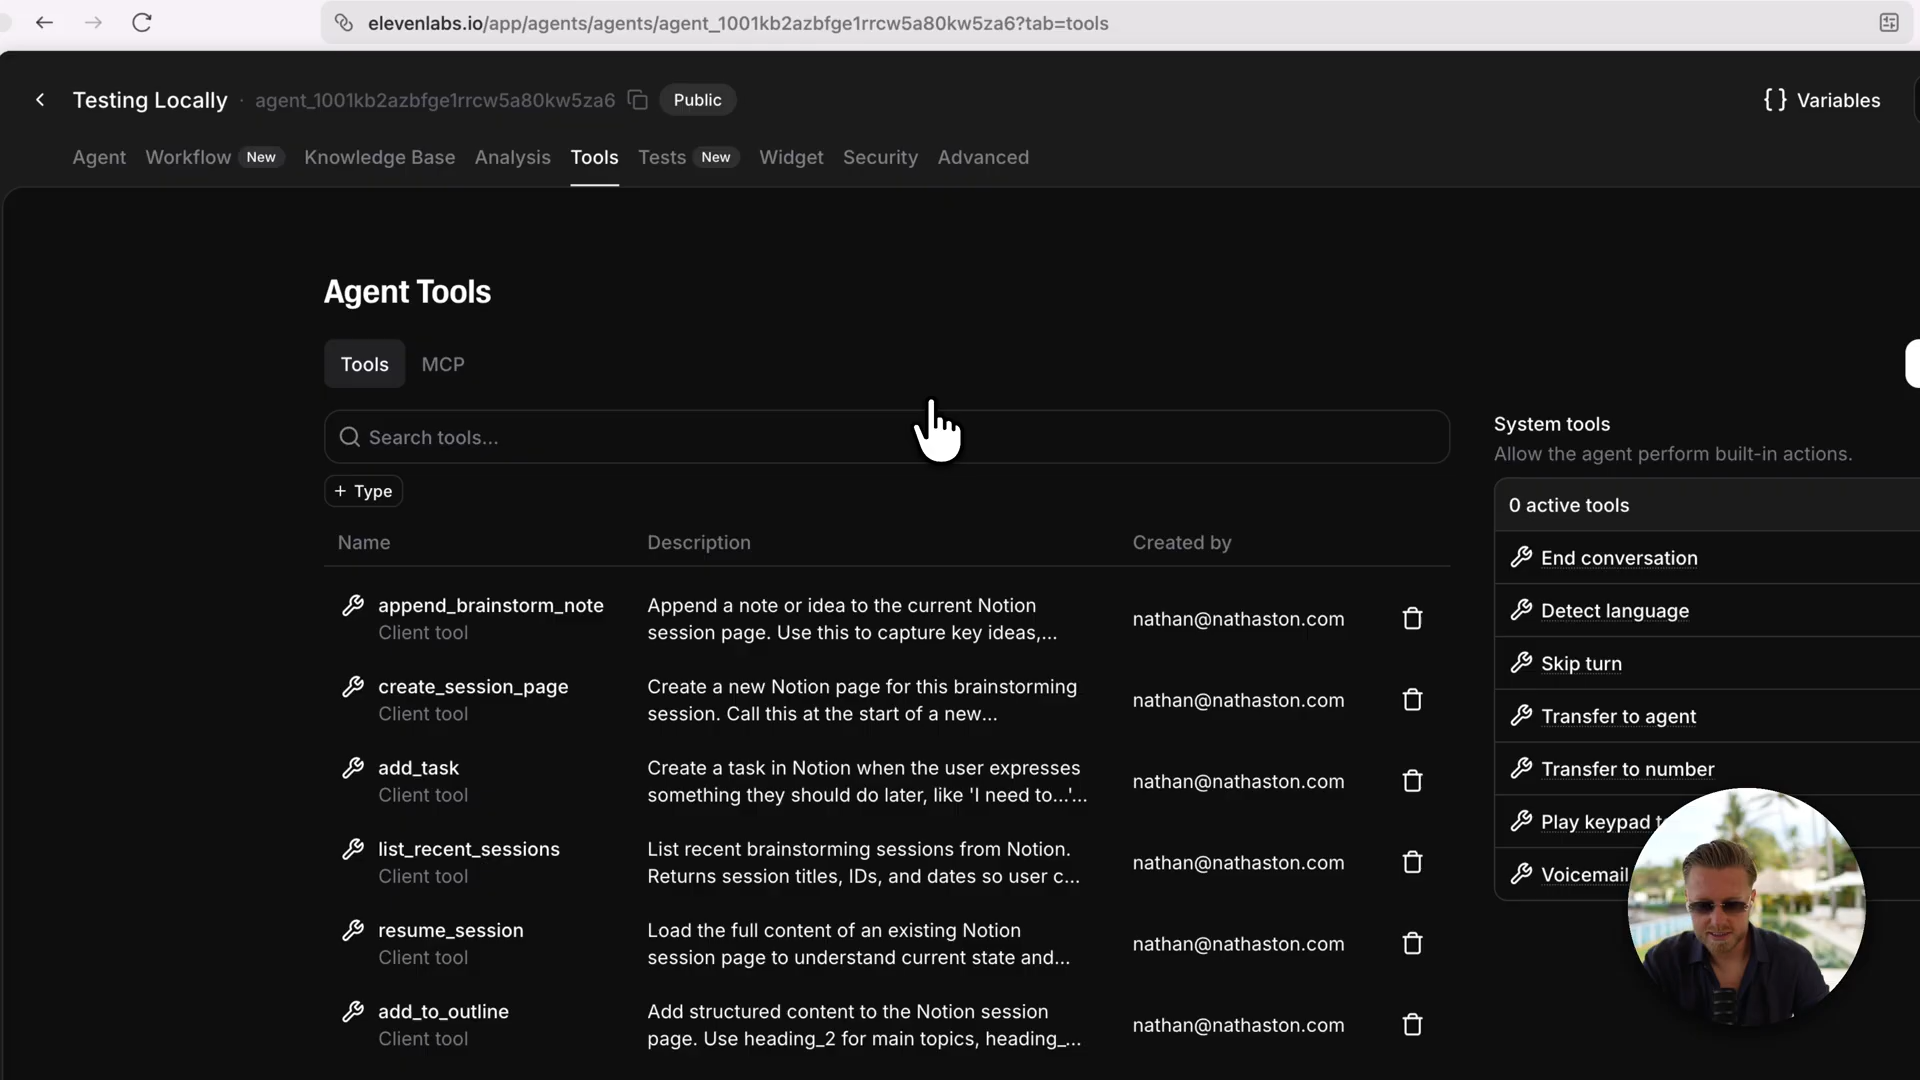 elevenlabs.io/app/agents/agents/agent_1001kb2azbfge1rrcw5a80kw5za6?tab=tools
Testing Locally · agent_1001kb2azbfge1rrcw5a80kw5za6 Public
{ } Variables
Agent Workflow New Knowledge Base Analysis Tools Tests New Widget Security Advanced
Agent Tools
Tools MCP
Search tools...
+ Type
Name Description Created by
append_brainstorm_note
Client tool
Append a note or idea to the current Notion
session page. Use this to capture key ideas,...
nathan@nathaston.com
create_session_page
Client tool
Create a new Notion page for this brainstorming
session. Call this at the start of a new...
nathan@nathaston.com
add_task
Client tool
Create a task in Notion when the user expresses
something they should do later, like 'I need to...'...
nathan@nathaston.com
list_recent_sessions
Client tool
List recent brainstorming sessions from Notion.
Returns session titles, IDs, and dates so user c...
nathan@nathaston.com
resume_session
Client tool
Load the full content of an existing Notion
session page to understand current state and...
nathan@nathaston.com
add_to_outline
Client tool
Add structured content to the Notion session
page. Use heading_2 for main topics, heading_...
nathan@nathaston.com
System tools
Allow the agent perform built-in actions.
0 active tools
End conversation
Detect language
Skip turn
Transfer to agent
Transfer to number
Play keypad
Voicemail